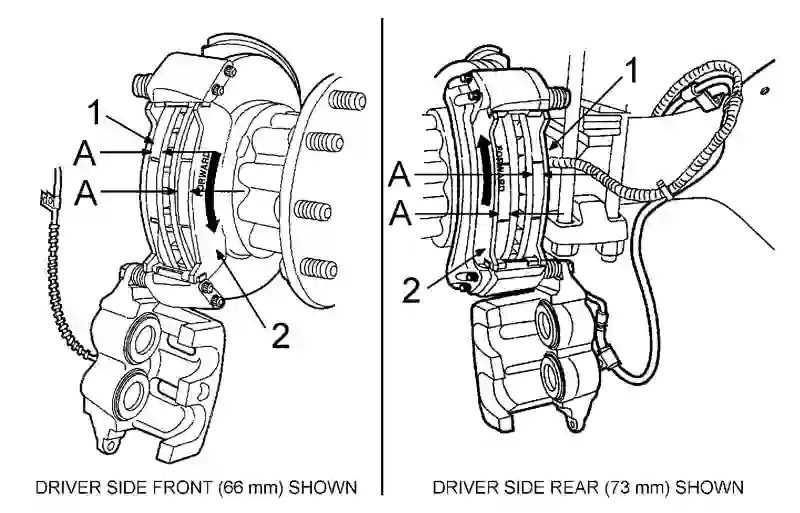 1
A
A
FORWARD
2
DRIVER SIDE FRONT (66 mm) SHOWN
1
A
A
FORWARD
2
DRIVER SIDE REAR (73 mm) SHOWN